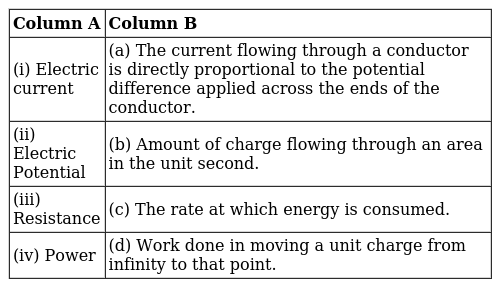 Column A
Column B
(i) Electric
current
(a) The current flowing through a conductor
is directly proportional to the potential
difference applied across the ends of the
conductor.
(ii)
Electric
Potential
(b) Amount of charge flowing through an area
in the unit second.
(iii)
Resistance
(c) The rate at which energy is consumed.
(iv) Power
(d) Work done in moving a unit charge from
infinity to that point.